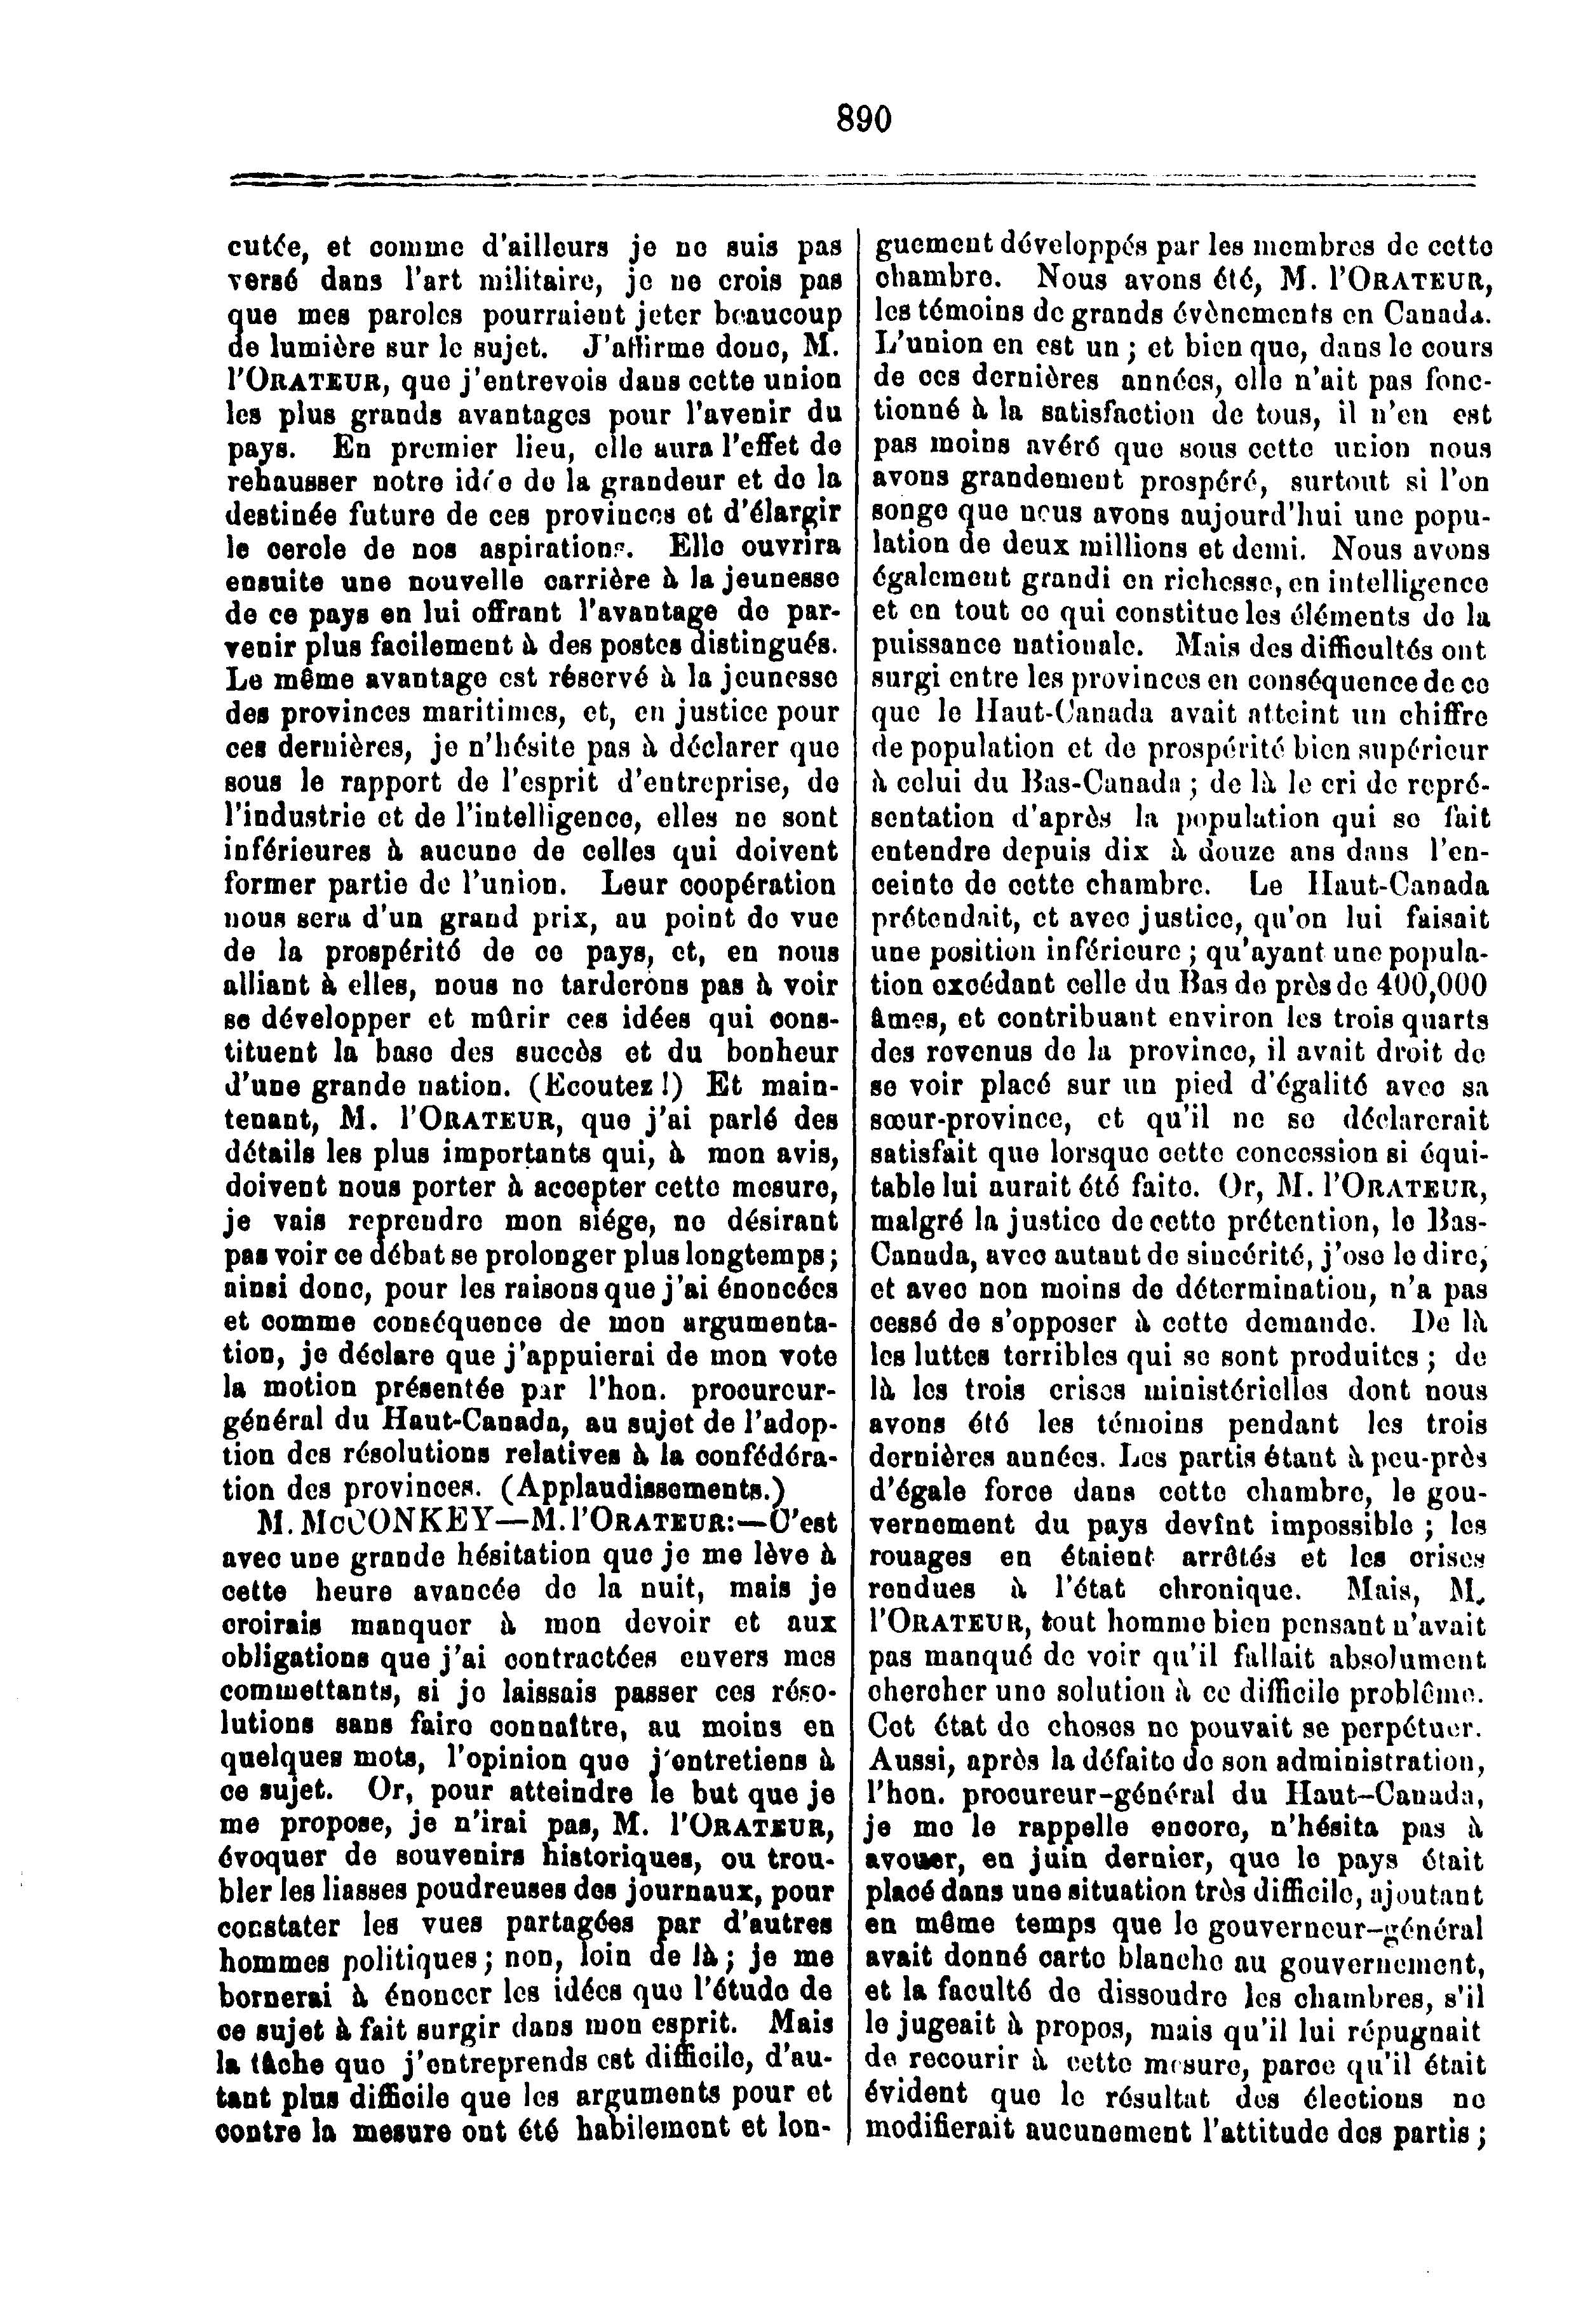 890
cutée, et comme d'ailleurs je ne suis pas
versé dans l'art militaire, je ne crois pas
que mes paroles pourraient jeter beaucoup
de lumière sur le sujet. J'affirme donc, M.
l'ORATEUR, que j'entrevois dans cette union
les plus grands avantages pour l'avenir du
pays. En premier lieu, elle aura l'effet de
rehausser notre idée de la grandeur et de la
destinée future de ces provinces et d'élargir
le cercle de nos aspirations. Elle ouvrira
ensuite une nouvelle carrière à la jeunesse
de ce pays en lui offrant l'avantage de par-
venir plus facilement à des postes distingués.
Le même avantage est réservé à la jeunesse
des provinces maritimes, et, en justice pour
ces dernières, je n'hésite pas à déclarer que
sous le rapport de l'esprit d'entreprise, de
l'industrie et de l'intelligence, elles ne sont
inférieures à aucune de celles qui doivent
former partie de l'union. Leur coopération
nous sera d'un grand prix, au point de vue
de la prospérité de ce pays, et, en nous
alliant à elles, nous ne tarderons pas à voir
se développer et mûrir ces idées qui cons-
tituent la base des succès et du bonheur
d'une grande nation. (Ecoutez !) Et main-
tenant, M. l'ORATEUR, que j'ai parlé des
détails les plus importants qui, à mon avis,
doivent nous porter à accepter cette mesure,
je vais reprendre mon siége, ne désirant
pas voir ce débat se prolonger plus longtemps ;
ainsi donc, pour les raisons que j'ai énoncées
et comme conséquence de mon argumenta-
tion, je déclare que j'appuierai de mon vote
la motion présentée par l'hon. procureur-
général du Haut-Canada, au sujet de l'adop-
tion des résolutions relatives à la confédéra-
tion des provinces. (Applaudissements.)
M. McCONKEY—M. l'ORATEUR:—C'est
avec une grande hésitation que je me lève à
cette heure avancée de la nuit, mais je
croirais manquer à mon devoir et aux
obligations que j'ai contractées envers mes
commettants, si je laissais passer ces réso-
lutions sans faire connaître, au moins en
quelques mots, l'opinion que j'entretiens à
ce sujet. Or, pour atteindre le but que je
me propose, je n'irai pas, M. l'ORATEUR,
évoquer de souvenirs historiques, ou trou-
bler les liasses poudreuses des journaux, pour
constater les vues partagées par d'autres
hommes politiques ; non, loin de là ; je me
bornerai à énoncer les idées que l'étude de
ce sujet à fait surgir dans mon esprit. Mais
la tâche que j'entreprends est difficile, d'au-
tant plus difficile que les arguments pour et
contre la mesure ont été habilement et lon-
guement développés par les membres de cette
chambre. Nous avons été, M. l'ORATEUR,
les témoins de grands évènements en Canada.
L'union en est un ; et bien que, dans le cours
de ces dernières années, elle n'ait pas fonc-
tionné à la satisfaction de tous, il n'en est
pas moins avéré que sous cette union nous
avons grandement prospéré, surtout si l'on
songe que nous avons aujourd'hui une popu-
lation de deux millions et demi. Nous avons
également grandi en richesse, en intelligence
et en tout ce qui constitue les éléments de la
puissance nationale. Mais des difficultés ont
surgi entre les provinces en conséquence de ce
que le Haut-Canada avait atteint un chiffre
de population et de prospérité bien supérieur
à celui du Bas-Canada ; de là le cri de repré-
sentation d'après la population qui se fait
entendre depuis dix à douze ans dans l'en-
ceinte de cette chambre. Le Haut-Canada
prétendait, et avec justice, qu'on lui faisait
une position inférieure ; qu'ayant une popula-
tion excédant celle du Bas de près de 400,000
âmes, et contribuant environ les trois quarts
des revenus de la province, il avait droit de
se voir placé sur un pied d'égalité avec sa
sœur-province, et qu'il ne se déclarerait
satisfait que lorsque cette concession si équi-
table lui aurait été faite. Or, M. l'ORATEUR,
malgré la justice de cette prétention, le Bas-
Canada, avec autant de sincérité, j'ose le dire,
et avec non moins de détermination, n'a pas
cessé de s'opposer à cette demande. De là
les luttes terribles qui se sont produites ; de
là les trois crises ministérielles dont nous
avons été les témoins pendant les trois
dernières années. Les partis étant à peu-près
d'égale force dans cette chambre, le gou-
vernement du pays devînt impossible ; les
rouages en étaient arrêtés et les crises
rendues à l'état chronique. Mais, M.
l'ORATEUR, tout homme bien pensant n'avait
pas manqué de voir qu'il fallait absolument
chercher une solution à ce difficile problême.
Cet état de choses ne pouvait se perpétuer.
Aussi, après la défaite de son administration,
l'hon. procureur-général du Haut-Canada,
je me le rappelle encore, n'hésita pas à
avouer, en juin dernier, que le pays était
placé dans une situation très difficile, ajoutant
en même temps que le gouverneur-général
avait donné carte blanche au gouvernement,
et la faculté de dissoudre les chambres, s'il
le jugeait à propos, mais qu'il lui répugnait
de recourir à cette mesure, parce qu'il était
évident que le résultat des élections ne
modifierait aucunement l'attitude des partis ;